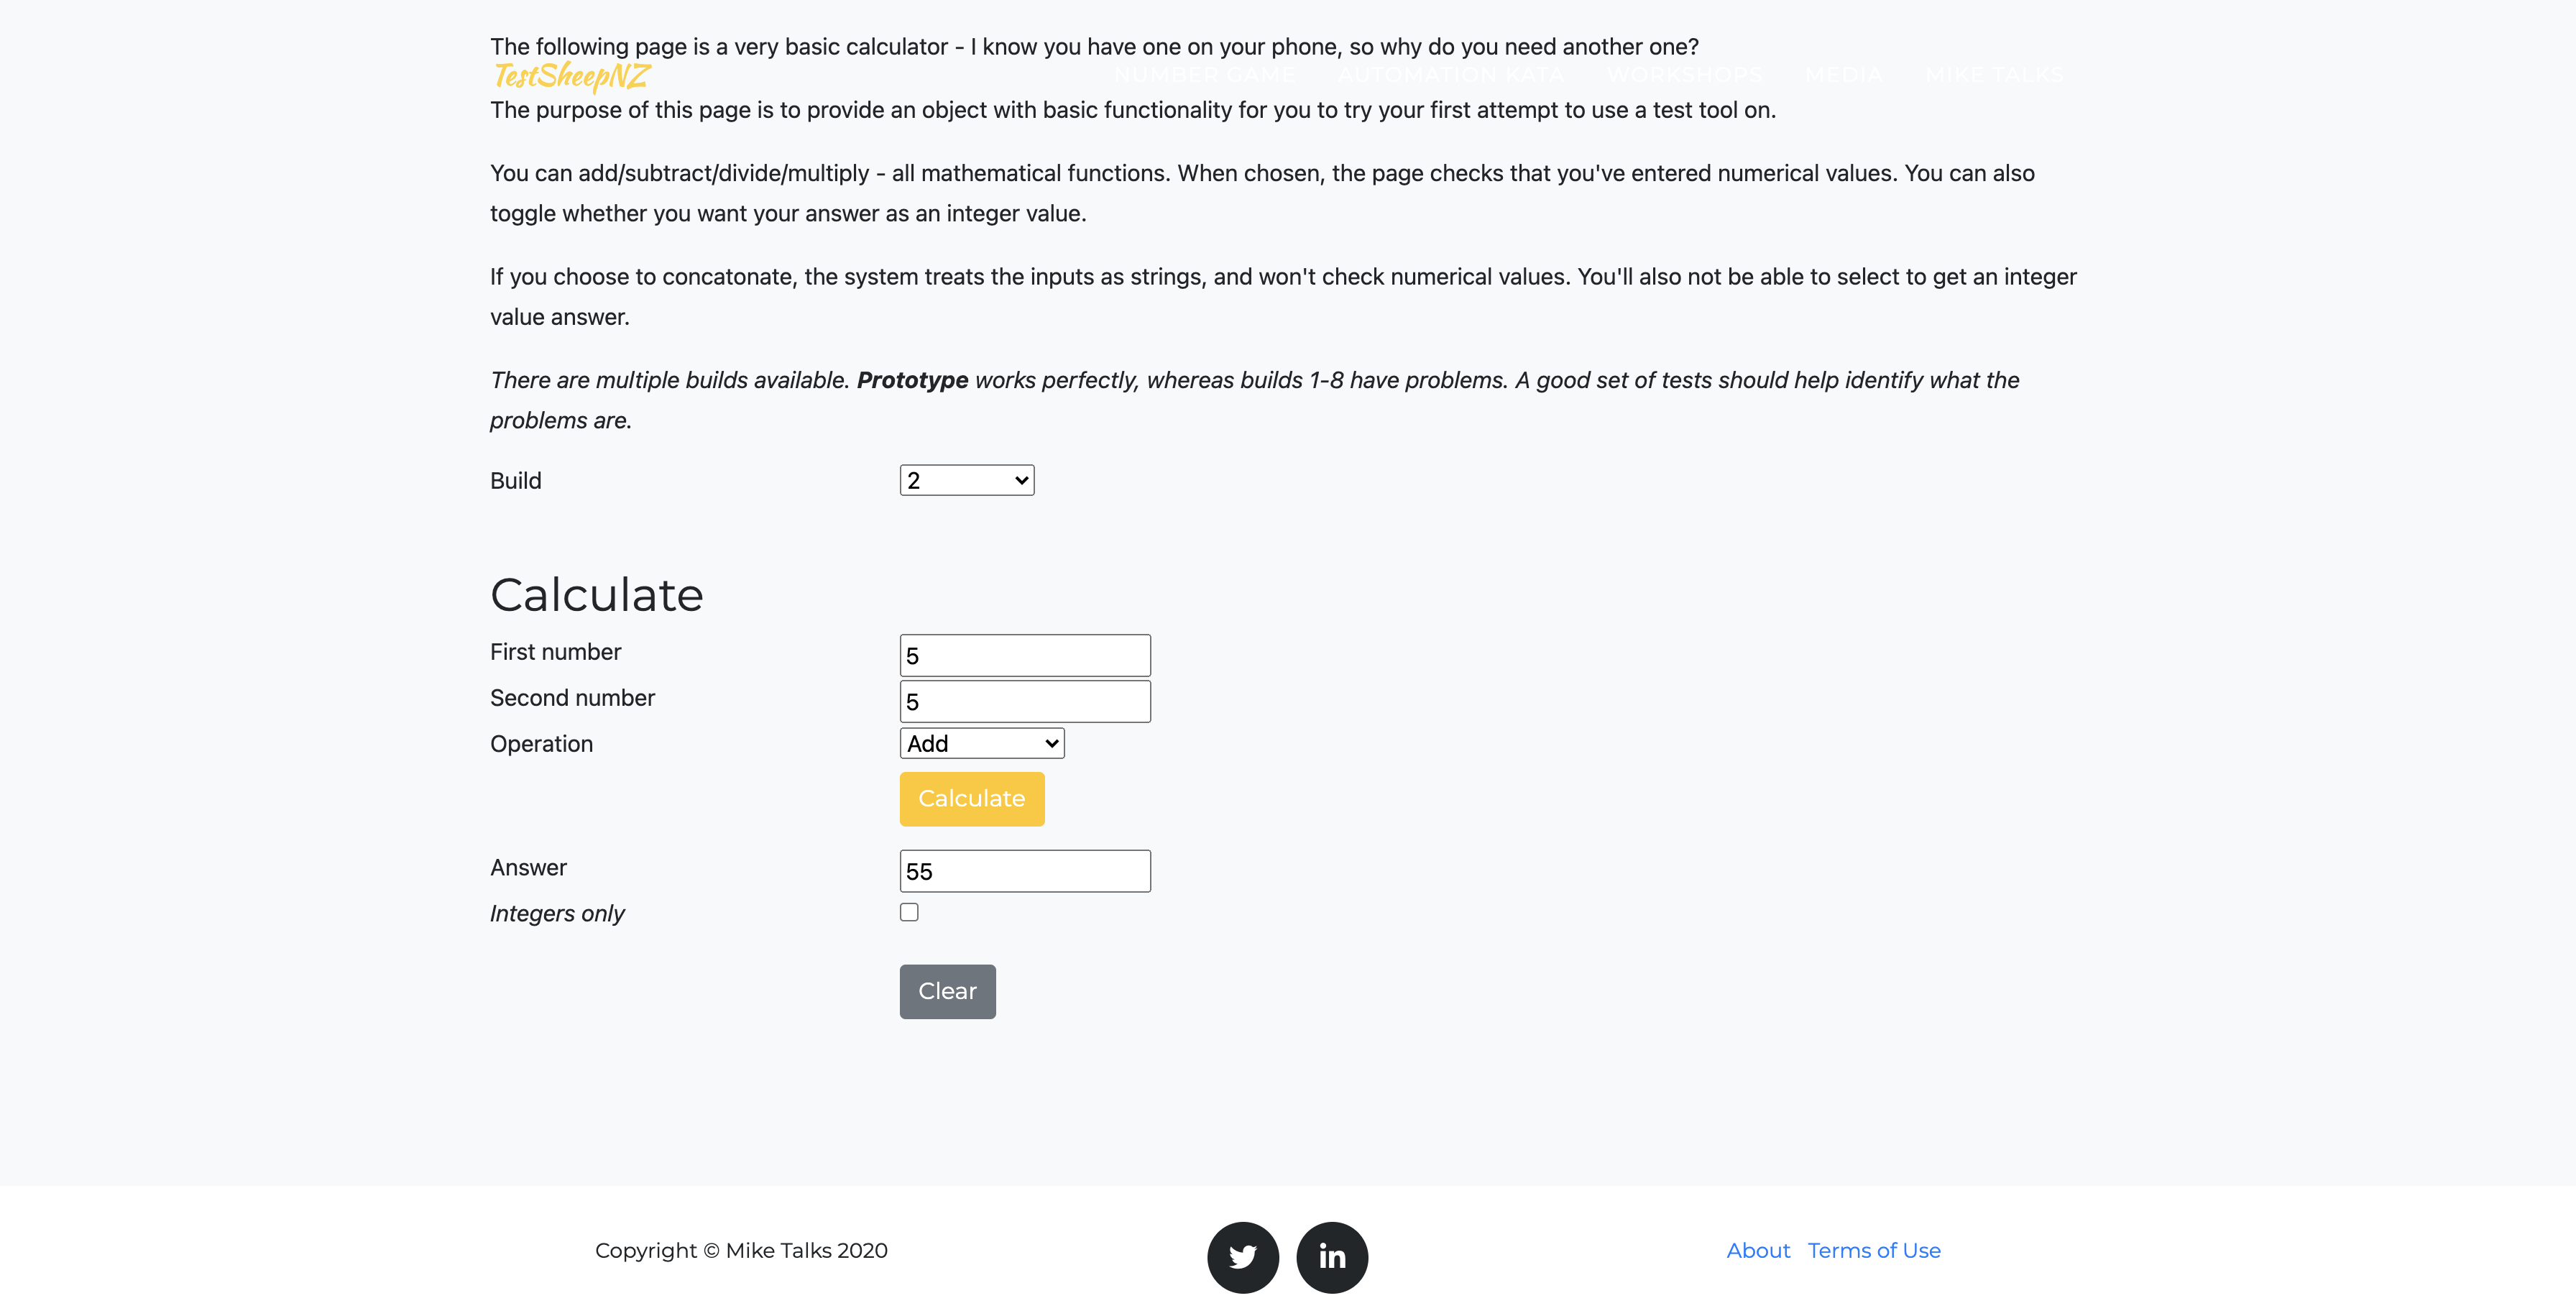 The following page is a very basic calculator - I know you have one on your phone, so why do you need another one?
TestSheepNZ
NUMBER GAME AUTOMATION KATA WORKSHOPS MEDIA MIKE TALKS
The purpose of this page is to provide an object with basic functionality for you to try your first attempt to use a test tool on.
You can add/subtract/divide/multiply - all mathematical functions. When chosen, the page checks that you've entered numerical values. You can also
toggle whether you want your answer as an integer value.
If you choose to concatonate, the system treats the inputs as strings, and won't check numerical values. You'll also not be able to select to get an integer
value answer.
There are multiple builds available. Prototype works perfectly, whereas builds 1-8 have problems. A good set of tests should help identify what the
problems are.
Build 2
Calculate
First number 5
Second number 5
Operation Add
Calculate
Answer 55
Integers only
Clear
Copyright © Mike Talks 2020
in
About Terms of Use